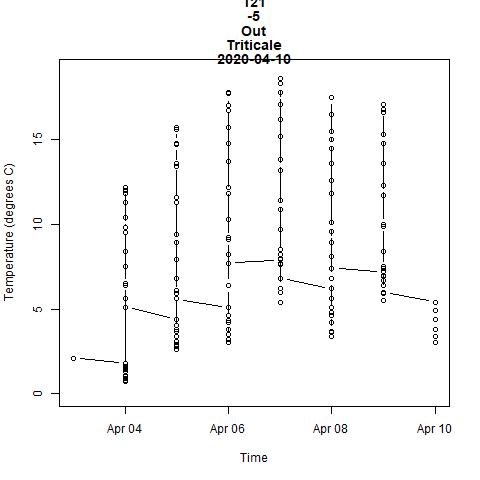 121
-5
Out
Triticale
2020-04-10
Temperature (degrees C)
15
10
5
0
Apr 04
Apr 06
Apr 08
Apr 10
Time